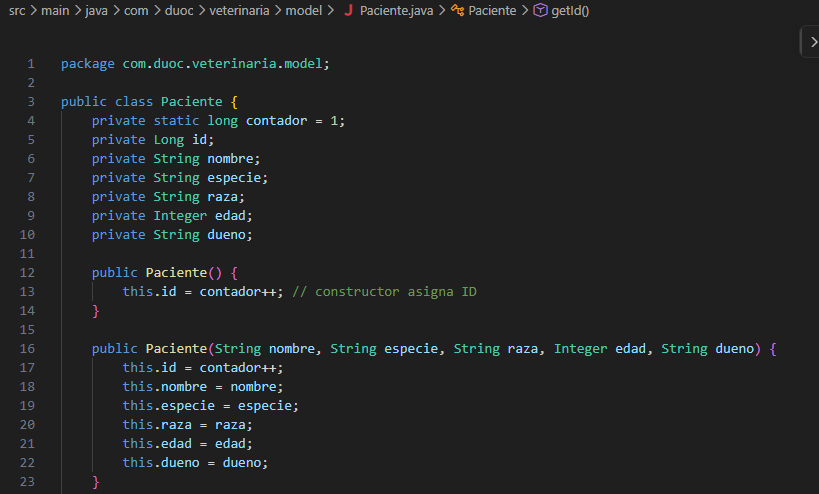 src > main > java > com > duoc > veterinaria > model > J Paciente.java > Paciente > getId()
1 package com.duoc.veterinaria.model;
2
3 public class Paciente {
4 private static long contador = 1;
5 private Long id;
6 private String nombre;
7 private String especie;
8 private String raza;
9 private Integer edad;
10 private String dueno;
11
12 public Paciente() {
13 this.id = contador++; // constructor asigna ID
14 }
15
16 public Paciente(String nombre, String especie, String raza, Integer edad, String dueno) {
17 this.id = contador++;
18 this.nombre = nombre;
19 this.especie = especie;
20 this.raza = raza;
21 this.edad = edad;
22 this.dueno = dueno;
23 }